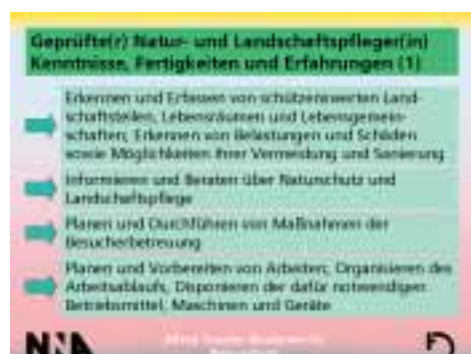 Geprüfte(r) Natur- und Landschaftspfleger(in)
Kenntnisse, Fertigkeiten und Erfahrungen (1)
Erkennen und Erfassen von schützenswerten Land-
schaftsteilen, Lebensräumen und Lebensgemein-
schaften; Erkennen von Belastungen und Schäden
sowie Möglichkeiten ihrer Vermeidung und Sanierung
Informieren und Beraten über Naturschutz und
Landschaftspflege
Planen und Durchführen von Maßnahmen der
Besucherbetreuung
Planen und Vorbereiten von Arbeiten; Organisieren des
Arbeitsablaufs, Disponieren der dafür notwendigen
Betriebsmittel, Maschinen und Geräte
NNA